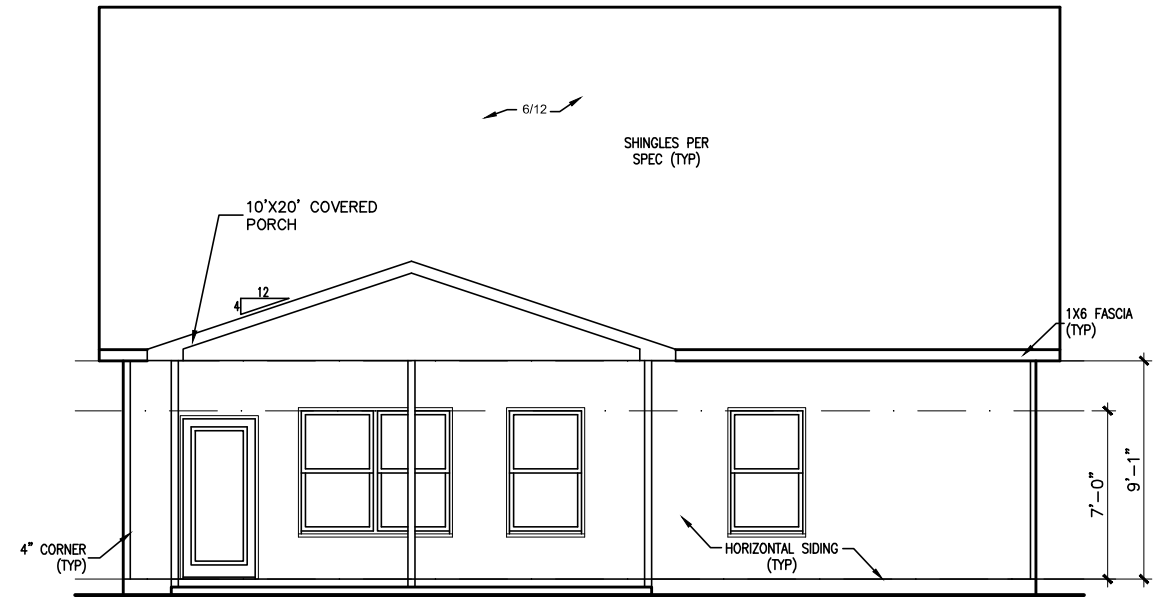 6/12
SHINGLES PER
SPEC (TYP)
10'X20' COVERED
PORCH
12
4
1X6 FASCIA
(TYP)
7'-0"
9'-1"
4" CORNER
(TYP)
HORIZONTAL SIDING
(TYP)